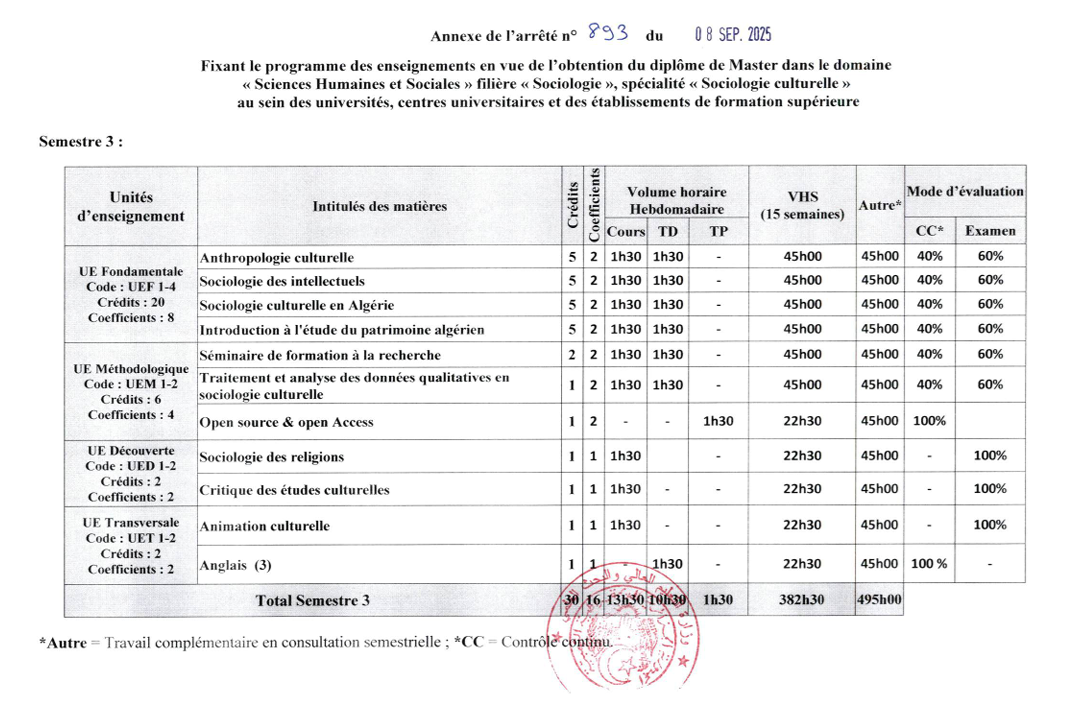 Annexe de l'arrêté n° 893 du 08 SEP. 2025
Fixant le programme des enseignements en vue de l'obtention du diplôme de Master dans le domaine
« Sciences Humaines et Sociales » filière « Sociologie », spécialité « Sociologie culturelle »
au sein des universités, centres universitaires et des établissements de formation supérieure
Semestre 3 :
Unités d'enseignement | Intitulés des matières | Crédits | Coefficients | Volume horaire Hebdomadaire | VHS (15 semaines) | Autre* | Mode d'évaluation
Cours | TD | TP | CC* | Examen
UE Fondamentale
Code : UEF 1-4
Crédits : 20
Coefficients : 8
Anthropologie culturelle | 5 | 2 | 1h30 | 1h30 | - | 45h00 | 45h00 | 40% | 60%
Sociologie des intellectuels | 5 | 2 | 1h30 | 1h30 | - | 45h00 | 45h00 | 40% | 60%
Sociologie culturelle en Algérie | 5 | 2 | 1h30 | 1h30 | - | 45h00 | 45h00 | 40% | 60%
Introduction à l'étude du patrimoine algérien | 5 | 2 | 1h30 | 1h30 | - | 45h00 | 45h00 | 40% | 60%
UE Méthodologique
Code : UEM 1-2
Crédits : 6
Coefficients : 4
Séminaire de formation à la recherche | 2 | 2 | 1h30 | 1h30 | - | 45h00 | 45h00 | 40% | 60%
Traitement et analyse des données qualitatives en sociologie culturelle | 1 | 2 | 1h30 | 1h30 | - | 45h00 | 45h00 | 40% | 60%
Open source & open Access | 1 | 2 | - | - | 1h30 | 22h30 | 45h00 | 100%
UE Découverte
Code : UED 1-2
Crédits : 2
Coefficients : 2
Sociologie des religions | 1 | 1 | 1h30 | | - | 22h30 | 45h00 | - | 100%
Critique des études culturelles | 1 | 1 | 1h30 | | - | 22h30 | 45h00 | - | 100%
UE Transversale
Code : UET 1-2
Crédits : 2
Coefficients : 2
Animation culturelle | 1 | 1 | 1h30 | - | - | 22h30 | 45h00 | - | 100%
Anglais (3) | 1 | 1 | - | 1h30 | - | 22h30 | 45h00 | 100 % | -
Total Semestre 3 | 30 | 16 | 13h30 | 10h30 | 1h30 | 382h30 | 495h00
*Autre = Travail complémentaire en consultation semestrielle ; *CC = Contrôle continu.